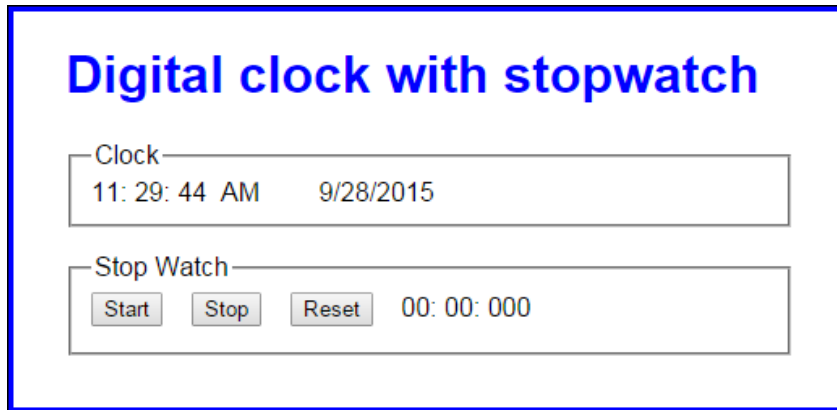 Digital clock with stopwatch
Clock
11: 29: 44 AM 9/28/2015
Stop Watch
Start Stop Reset 00: 00: 000